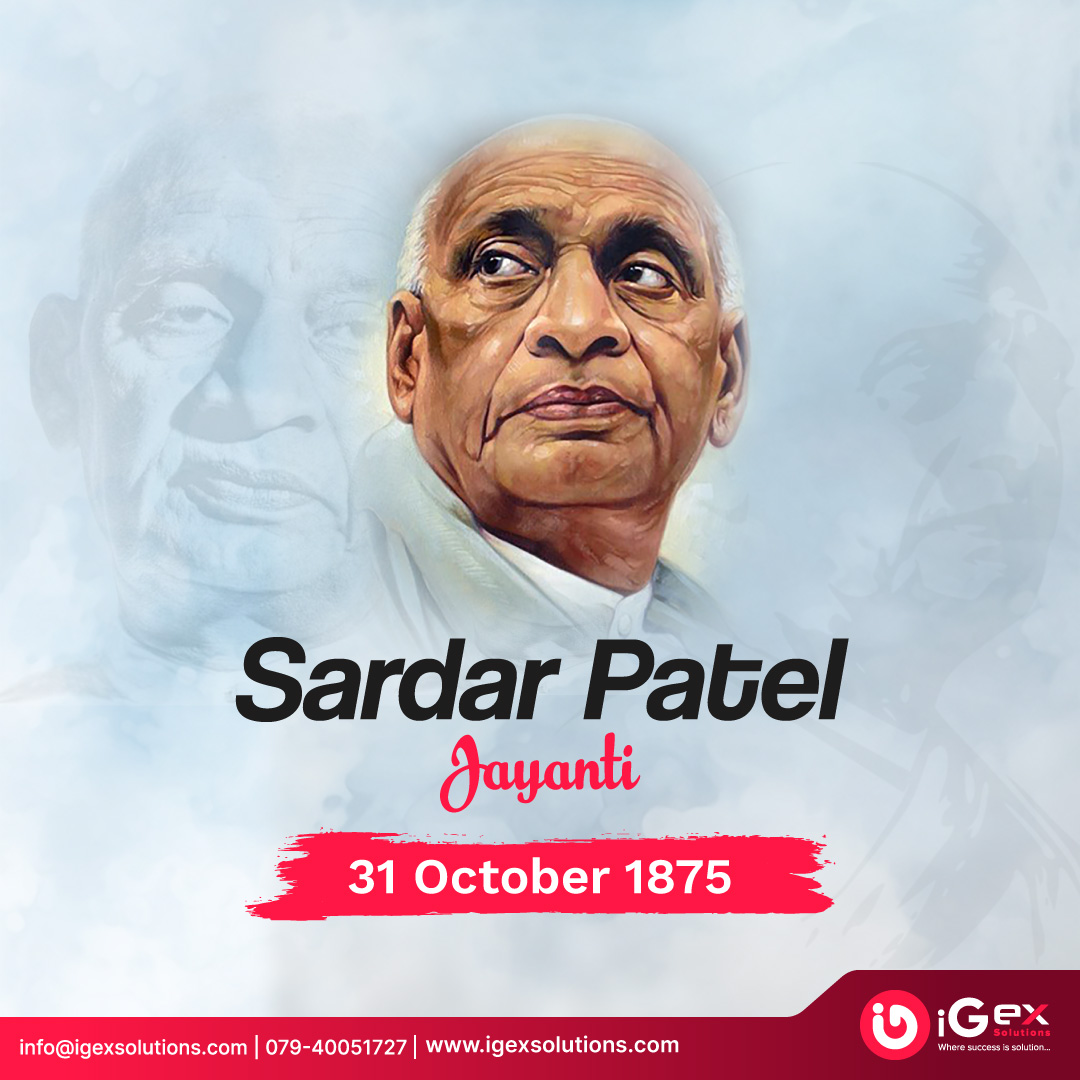 Sardar Patel
Jayanti
31 October 1875
iGex
Solutions
Where success is solution...
info@igexsolutions.com | 079-40051727 | www.igexsolutions.com